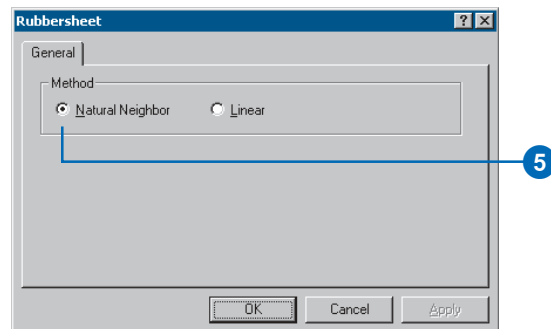 Rubbersheet
General
Method
Natural Neighbor Linear
5
OK Cancel Apply